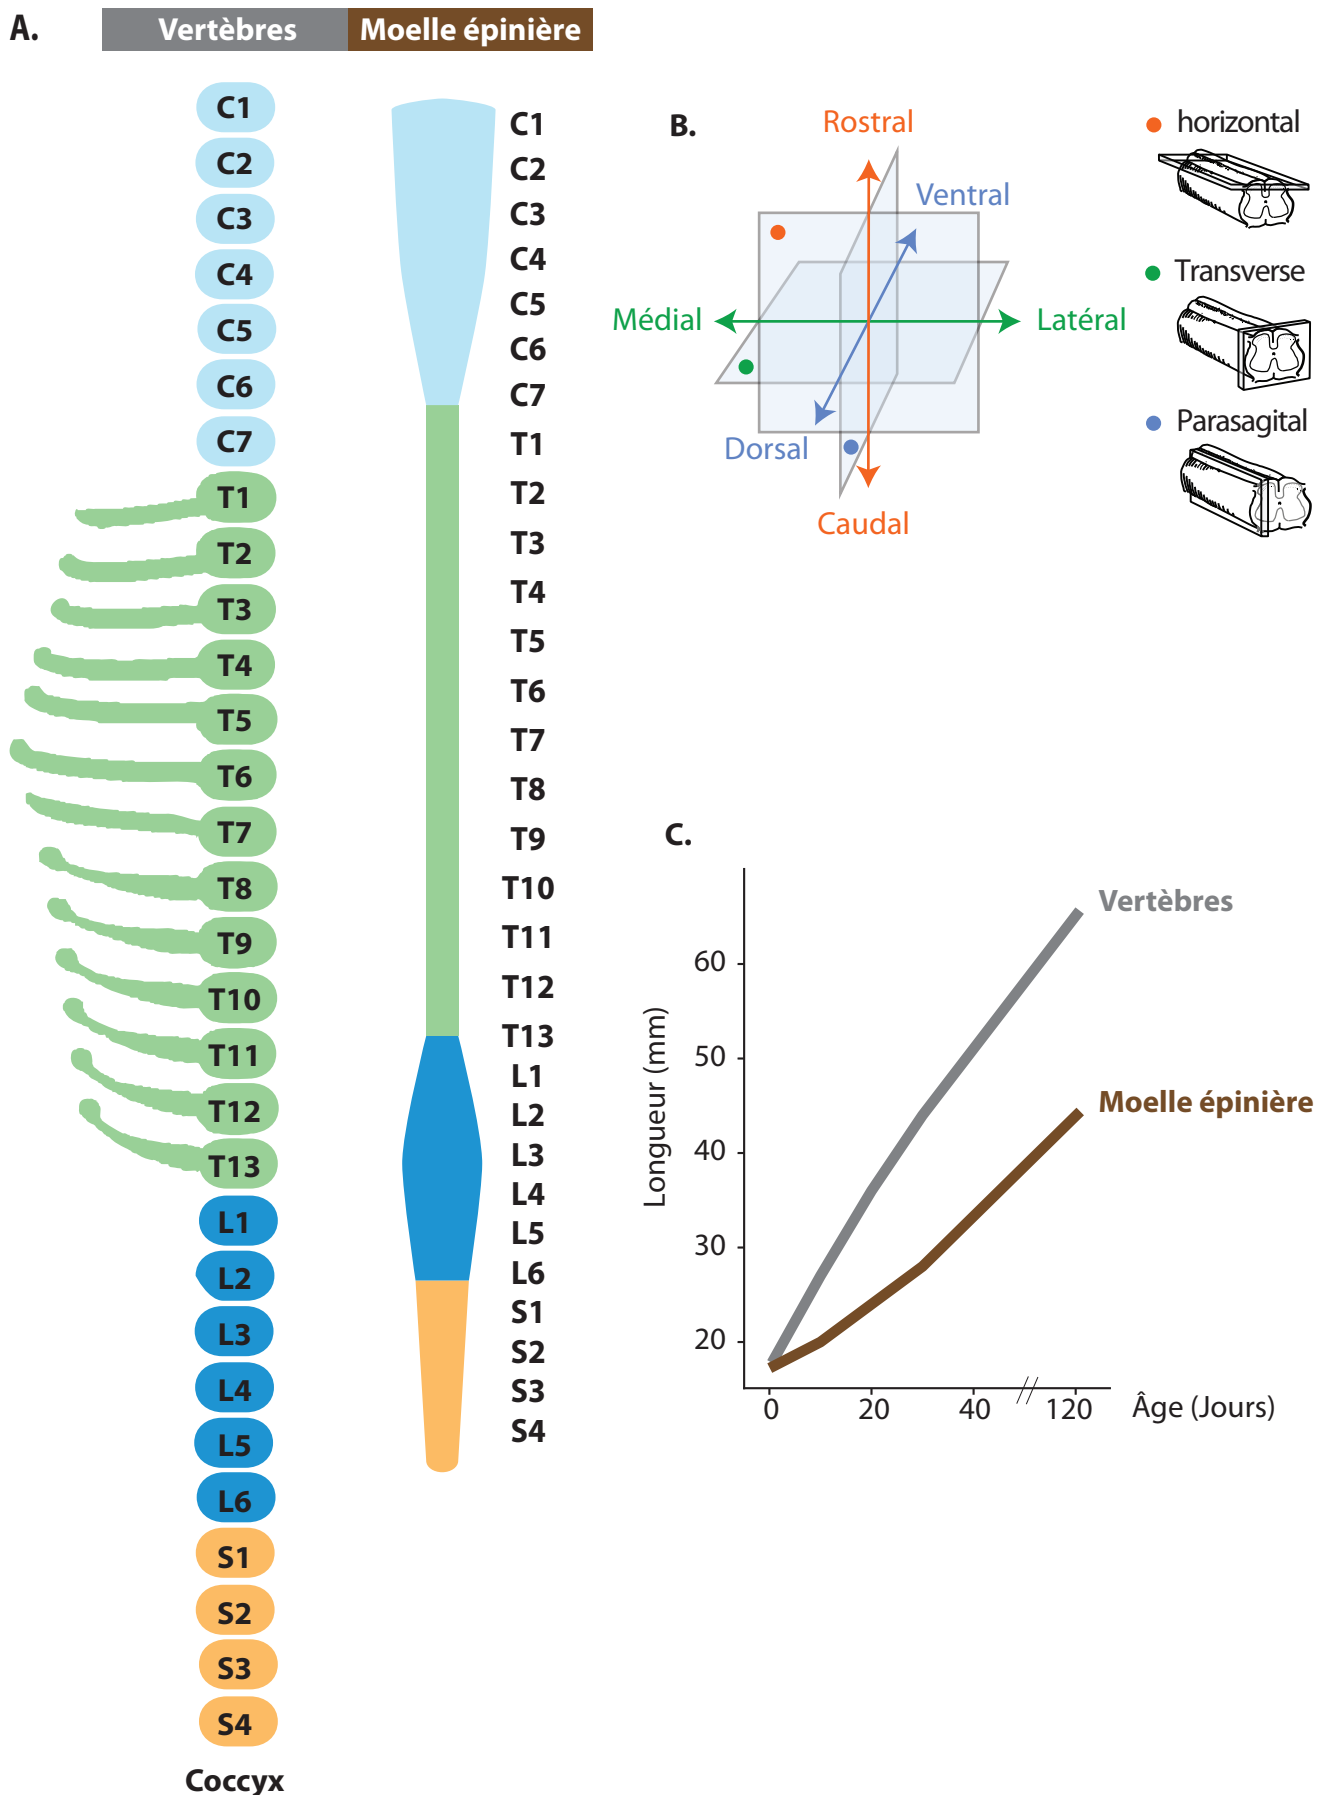 A.
Vertèbres
Moelle épinière
C1
C2
C3
C4
C5
C6
C7
T1
T2
T3
T4
T5
T6
T7
T8
T9
T10
T11
T12
T13
L1
L2
L3
L4
L5
L6
S1
S2
S3
S4
Coccyx
C1
C2
C3
C4
C5
C6
C7
T1
T2
T3
T4
T5
T6
T7
T8
T9
T10
T11
T12
T13
L1
L2
L3
L4
L5
L6
S1
S2
S3
S4
B.
Rostral
Ventral
Médial
Latéral
Dorsal
Caudal
horizontal
Transverse
Parasagital
C.
Vertèbres
Moelle épinière
Longueur (mm)
60
50
40
30
20
0
20
40
120
Âge (Jours)